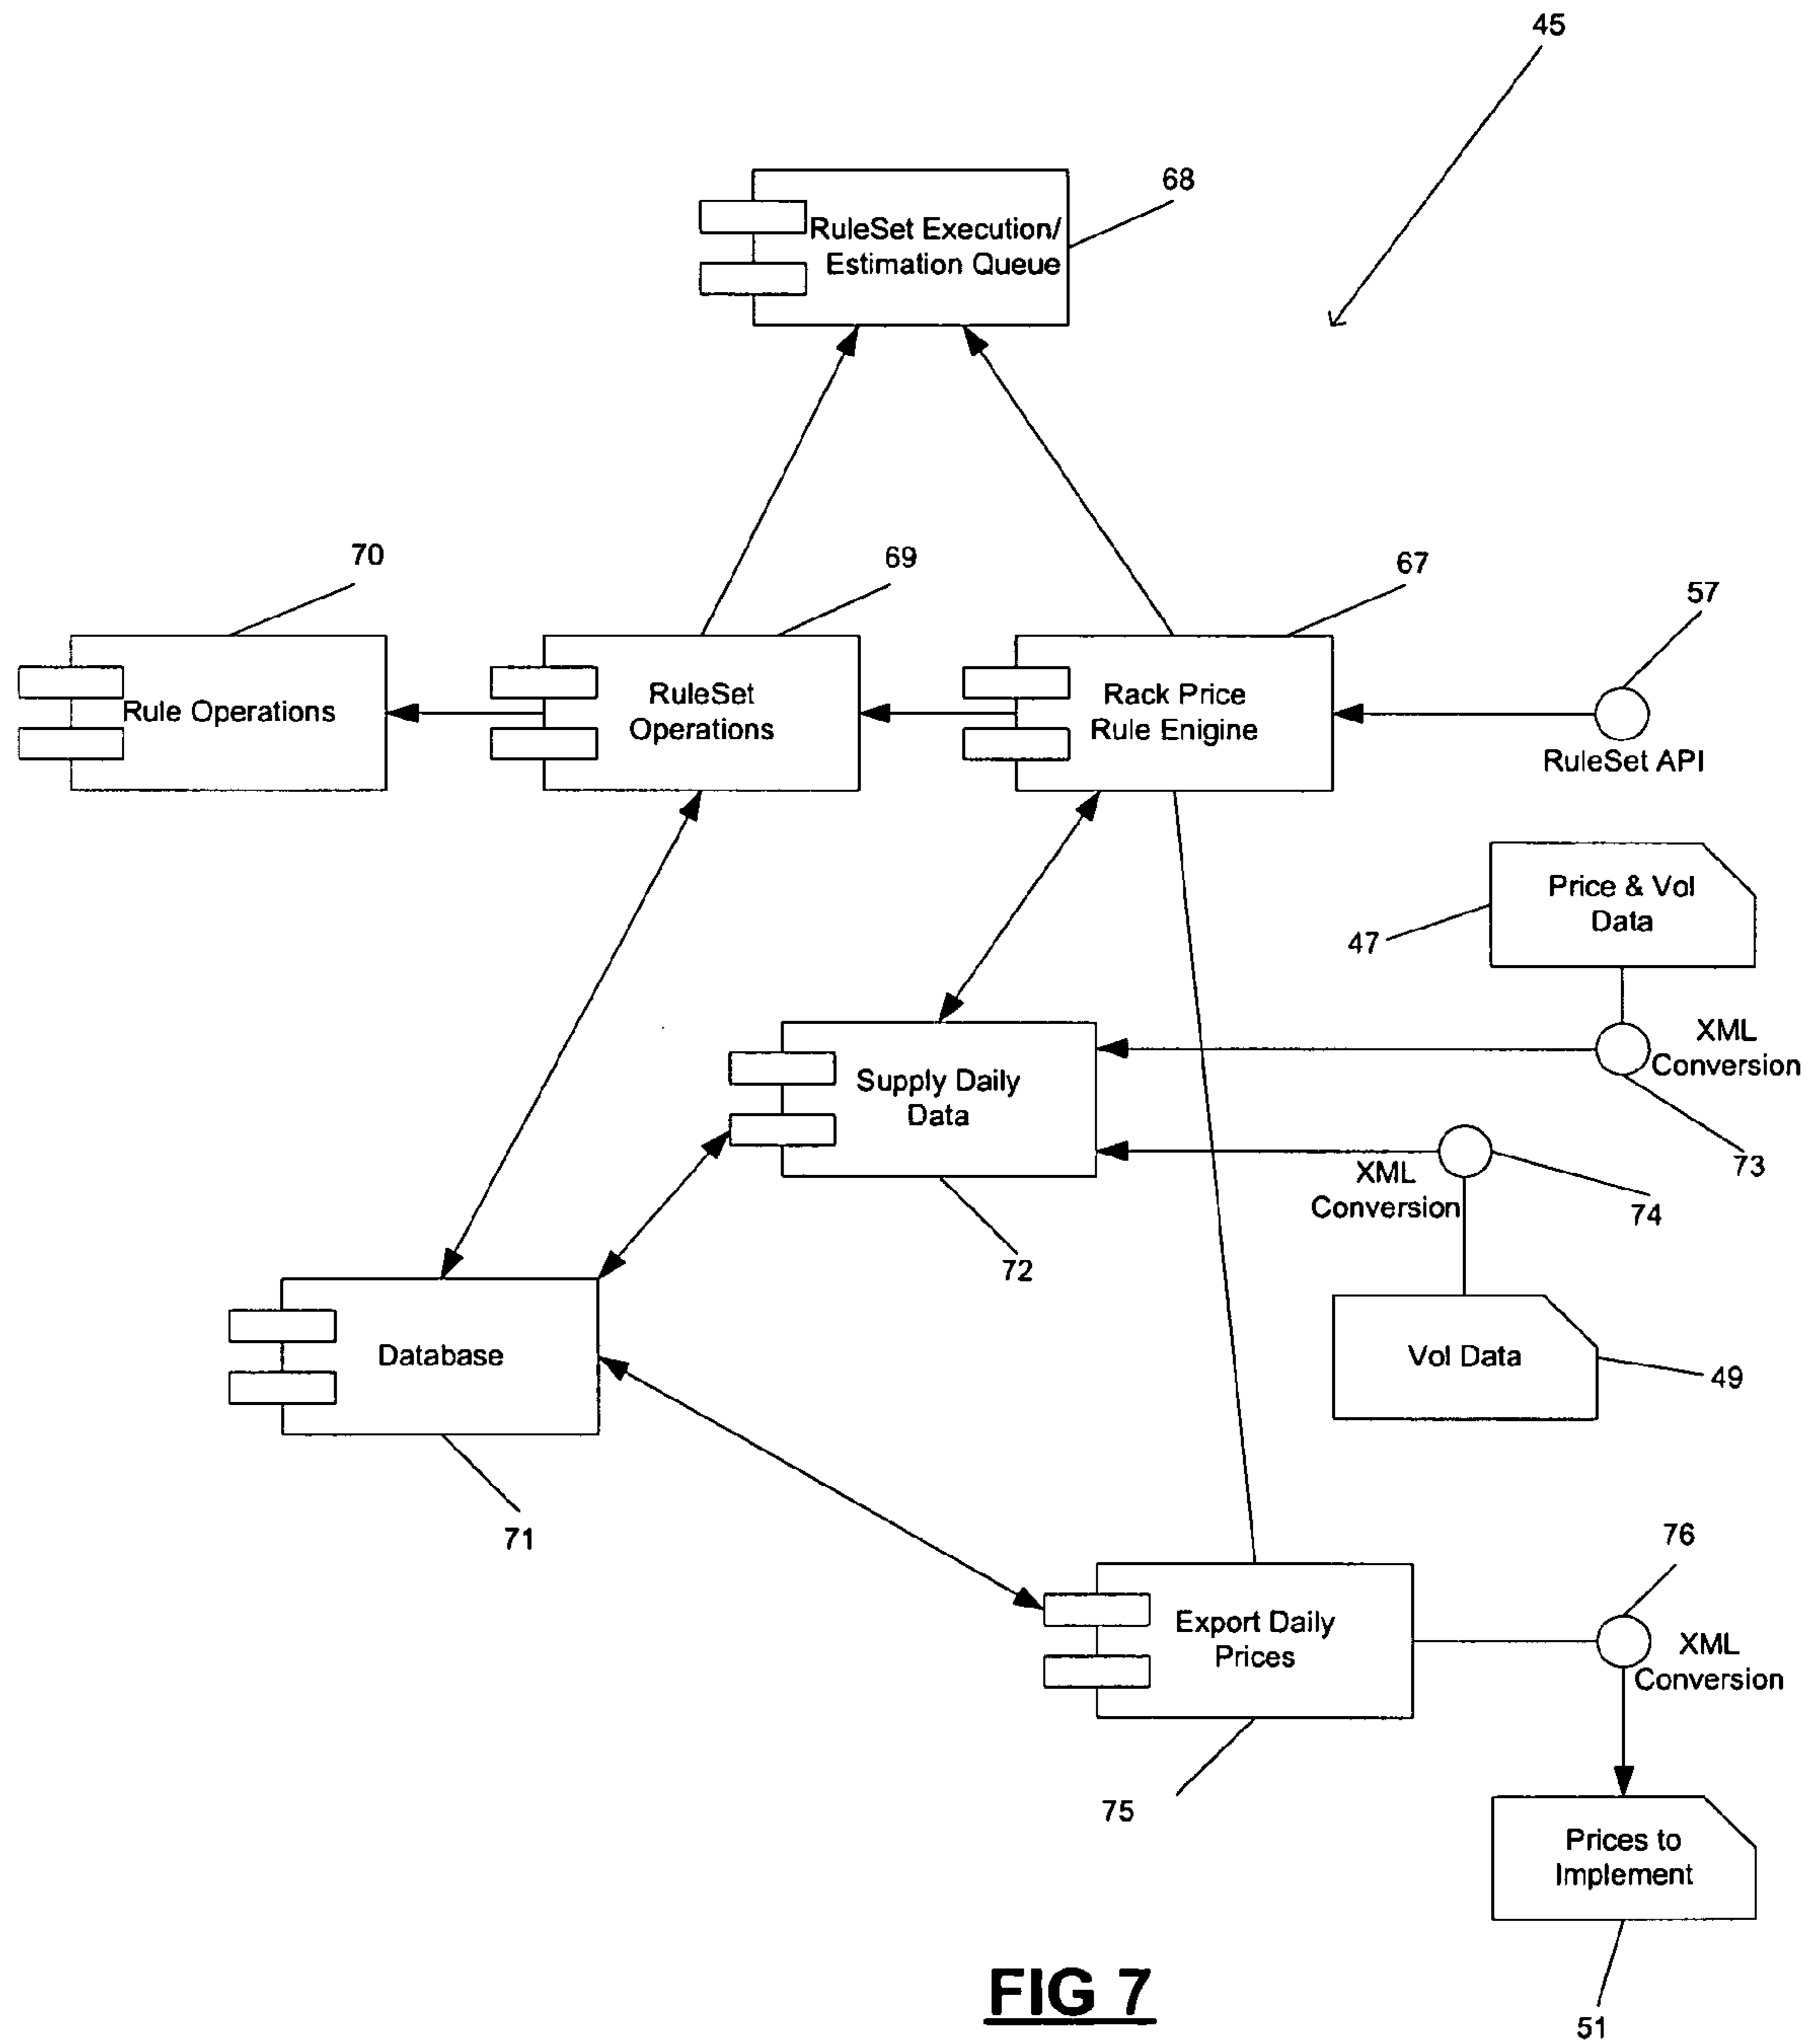 45
68
RuleSet Execution/
Estimation Queue
70
69
67
57
Rule Operations
RuleSet
Operations
Rack Price
Rule Enigine
RuleSet API
Price & Vol
Data
47
XML
Conversion
73
Supply Daily
Data
XML
Conversion
74
72
Database
Vol Data
49
71
76
Export Daily
Prices
XML
Conversion
75
Prices to
Implement
51
FIG 7